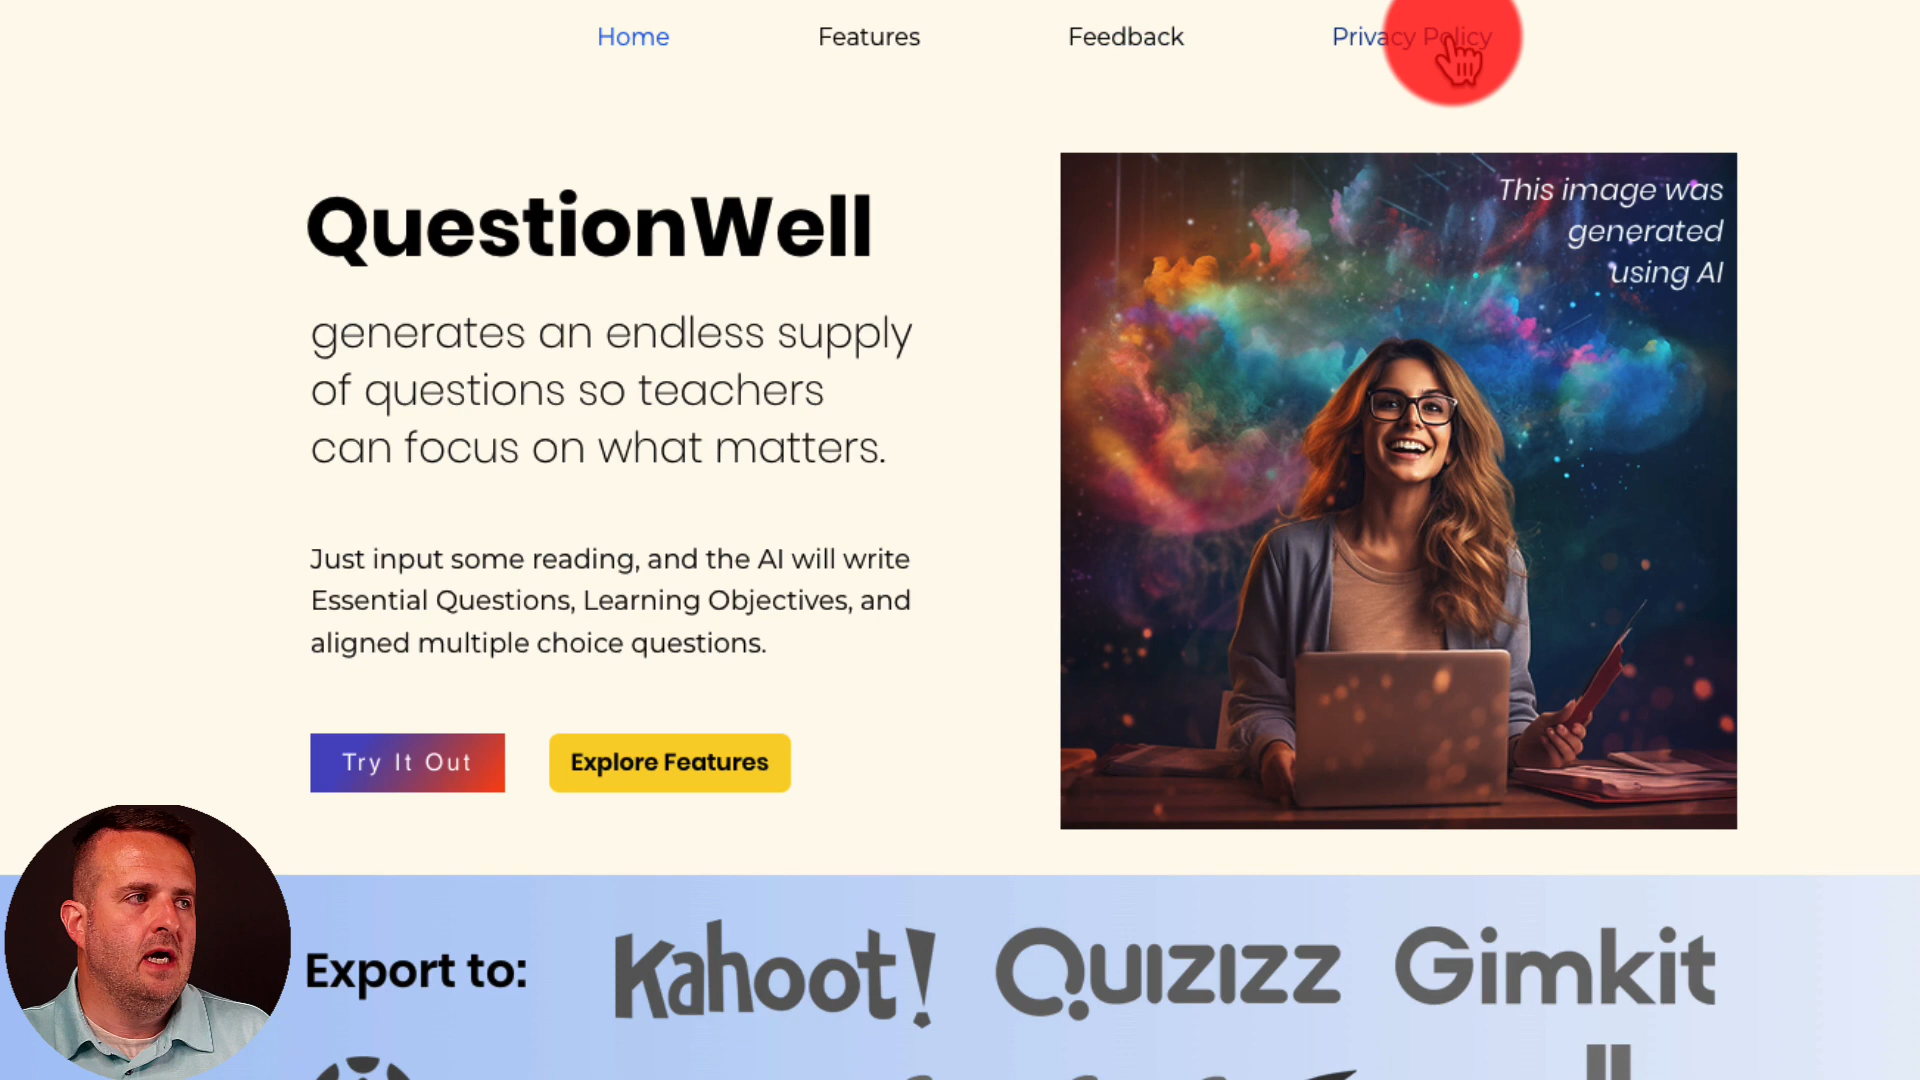 Home Features Feedback Privacy Policy
This image was
generated
using AI
QuestionWell
generates an endless supply
of questions so teachers
can focus on what matters.
Just input some reading, and the AI will write
Essential Questions, Learning Objectives, and
aligned multiple choice questions.
Try It Out Explore Features
Export to: Kahoot! Quizizz Gimkit